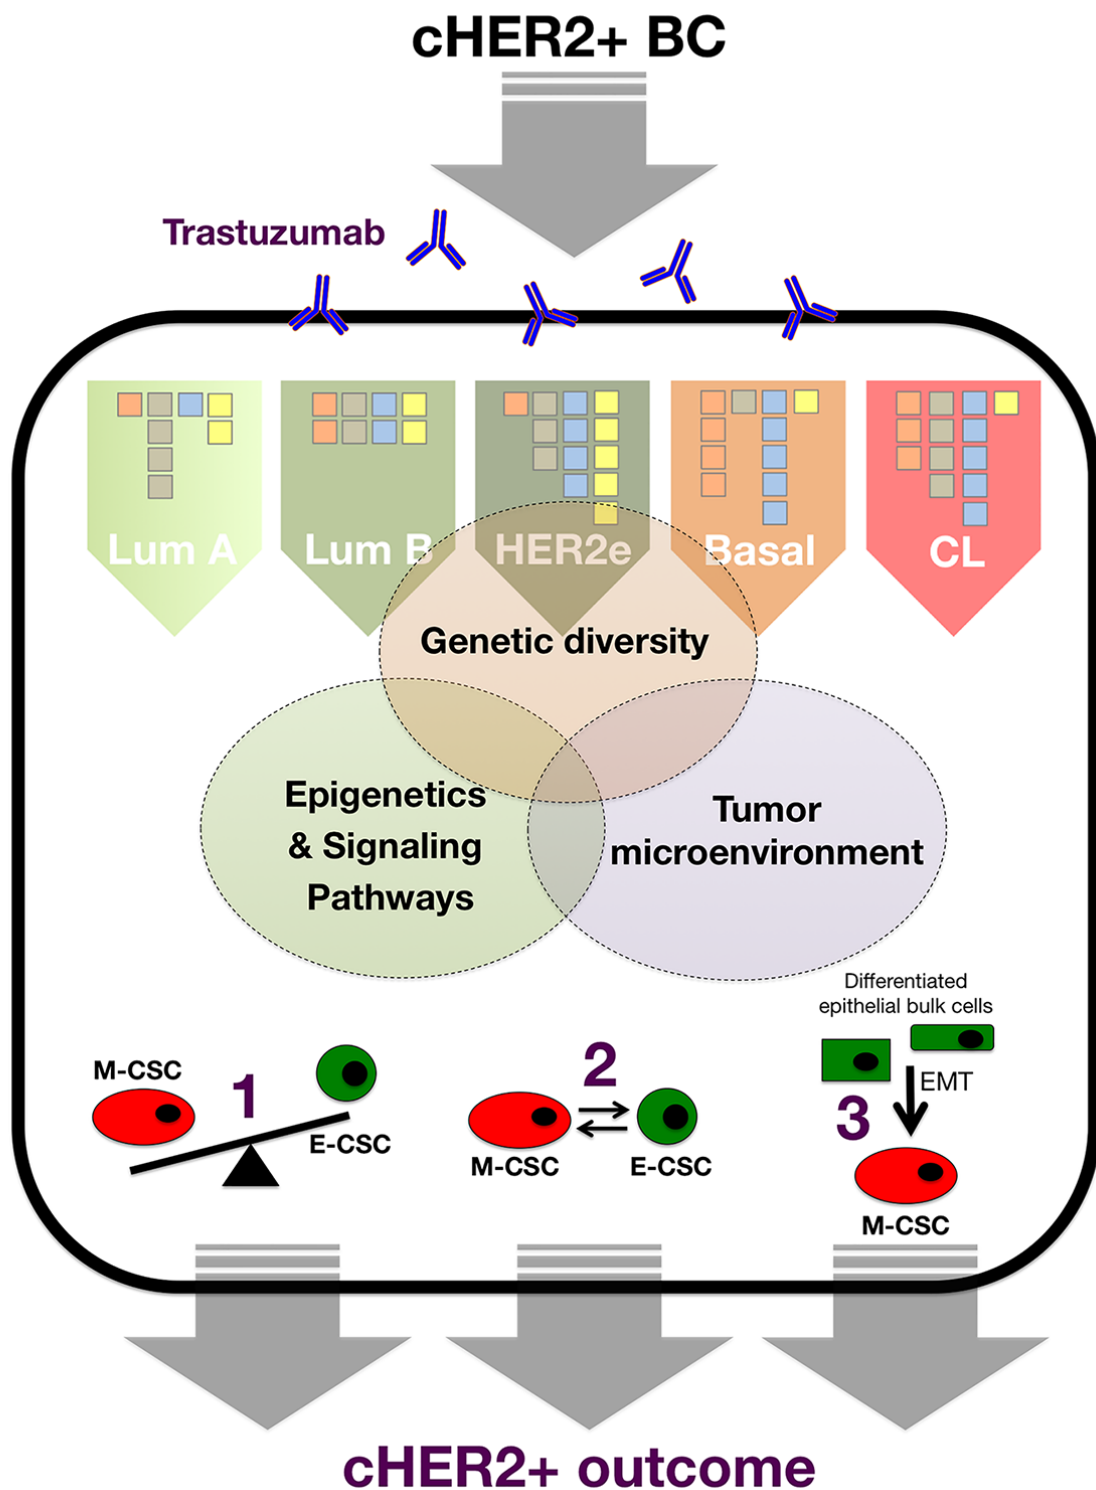 cHER2+ BC
Trastuzumab
Lum A
Lum B
HER2e
Basal
CL
Genetic diversity
Epigenetics
& Signaling
Pathways
Tumor
microenvironment
Differentiated
epithelial bulk cells
M-CSC
1
E-CSC
2
M-CSC
E-CSC
EMT
3
M-CSC
cHER2+ outcome